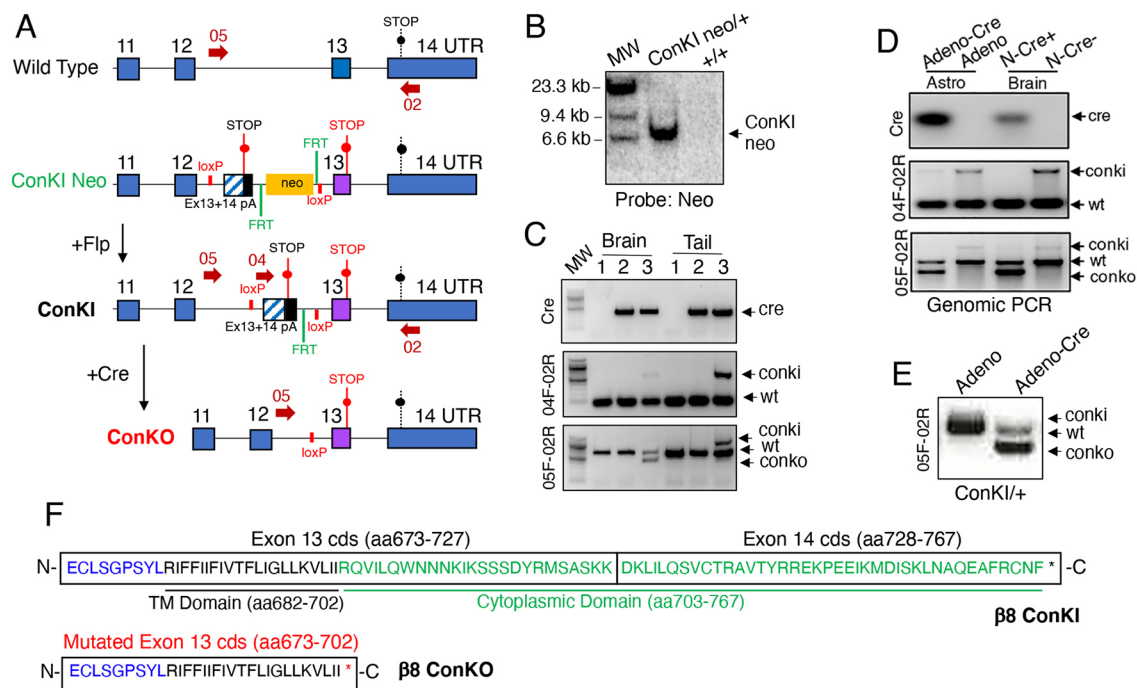 A
Wild Type
11
12
05
13
STOP
14 UTR
02
ConKI Neo
11
12
loxP
STOP
Ex13+14 pA
FRT
neo
FRT
loxP
13
STOP
14 UTR
+Flp
ConKI
11
12
05
04
loxP
STOP
Ex13+14 pA
FRT
loxP
13
STOP
14 UTR
02
+Cre
ConKO
11
12
05
loxP
13
STOP
14 UTR
B
MW
ConKI neo/+
+/+
23.3 kb
9.4 kb
6.6 kb
ConKI
neo
Probe: Neo
C
Brain Tail
MW 1 2 3 1 2 3
Cre
cre
04F-02R
conki
wt
05F-02R
conki
wt
conko
D
Adeno-Cre
Adeno
N-Cre+
N-Cre-
Astro Brain
Cre
cre
04F-02R
conki
wt
05F-02R
conki
wt
conko
Genomic PCR
E
Adeno
Adeno-Cre
05F-02R
conki
wt
conko
ConKI/+
F
Exon 13 cds (aa673-727) Exon 14 cds (aa728-767)
N- ECLSGPSYLRIFFIIFIVTFLIGLLKVLIIRQVILQWNNNKIKSSSDYRMSASKK DKLILQSVCTRAVTYRREKPEEIKMDISKLNAQEAFRCNF * -C
TM Domain (aa682-702) Cytoplasmic Domain (aa703-767)
β8 ConKI
Mutated Exon 13 cds (aa673-702)
N- ECLSGPSYLRIFFIIFIVTFLIGLLKVLII * -C β8 ConKO